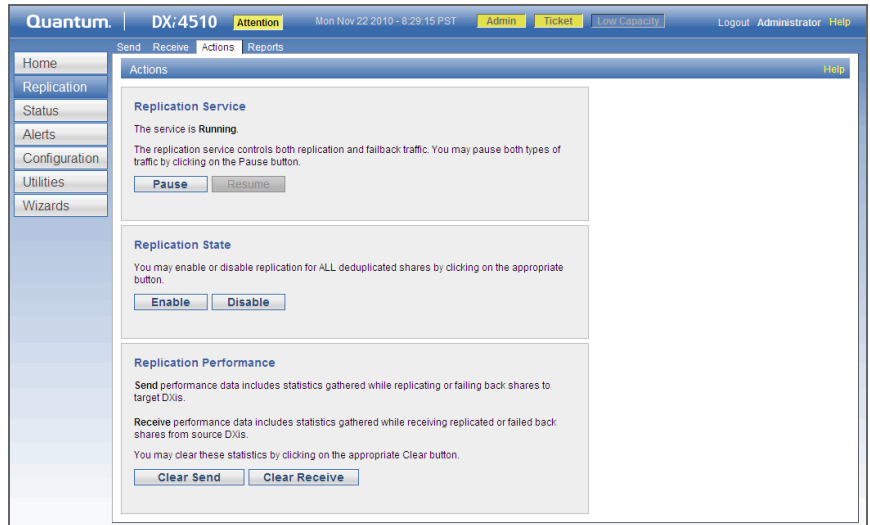 Quantum. DXi4510 Attention Mon Nov 22 2010 - 8:29:15 PST Admin Ticket Low Capacity Logout Administrator Help
Send Receive Actions Reports
Home
Replication
Status
Alerts
Configuration
Utilities
Wizards
Actions Help
Replication Service
The service is Running.
The replication service controls both replication and failback traffic. You may pause both types of
traffic by clicking on the Pause button.
Pause Resume
Replication State
You may enable or disable replication for ALL deduplicated shares by clicking on the appropriate
button.
Enable Disable
Replication Performance
Send performance data includes statistics gathered while replicating or failing back shares to
target DXis.
Receive performance data includes statistics gathered while receiving replicated or failed back
shares from source DXis.
You may clear these statistics by clicking on the appropriate Clear button.
Clear Send Clear Receive